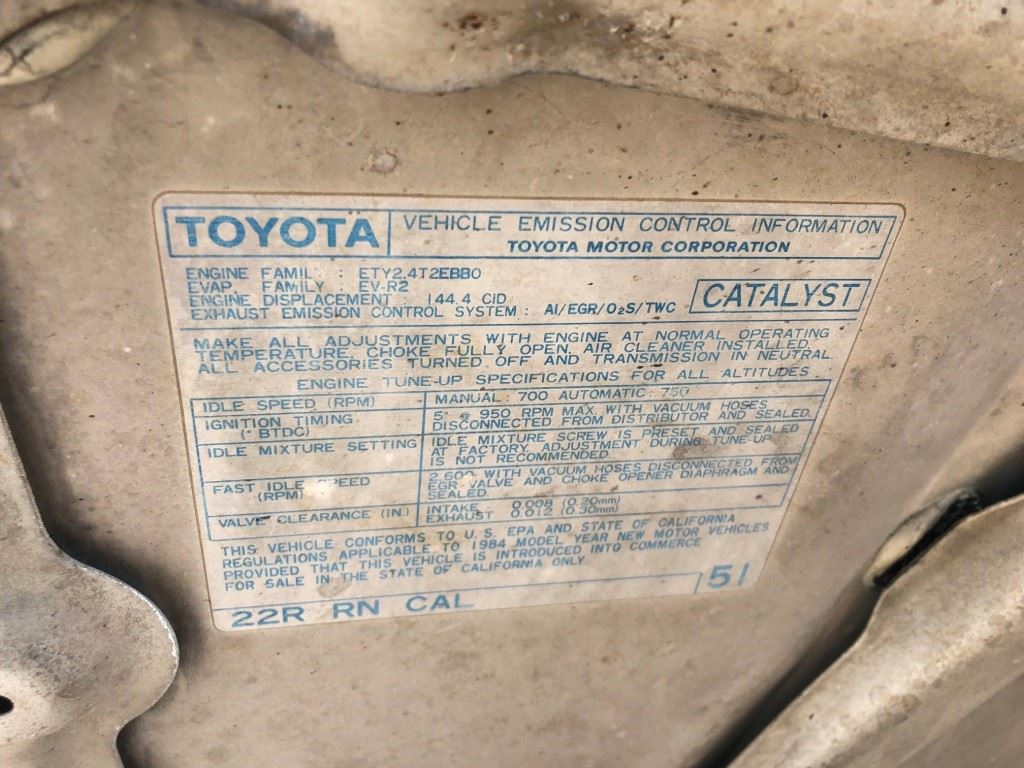 TOYOTA
VEHICLE EMISSION CONTROL INFORMATION
TOYOTA MOTOR CORPORATION
ENGINE FAMIL : ETY2.4T2EBB0
EVAP. FAMILY : EV-R2
ENGINE DISPLACEMENT : 144.4 CID
EXHAUST EMISSION CONTROL SYSTEM : AI/EGR/O2S/TWC
CATALYST
MAKE ALL ADJUSTMENTS WITH ENGINE AT NORMAL OPERATING
TEMPERATURE, CHOKE FULLY OPEN, AIR CLEANER INSTALLED,
ALL ACCESSORIES TURNED OFF AND TRANSMISSION IN NEUTRAL
ENGINE TUNE-UP SPECIFICATIONS FOR ALL ALTITUDES
IDLE SPEED (RPM)
MANUAL : 700 AUTOMATIC : 750
IGNITION TIMING
(° BTDC)
5° @ 950 RPM MAX. WITH VACUUM HOSES
DISCONNECTED FROM DISTRIBUTOR AND SEALED.
IDLE MIXTURE SETTING
IDLE MIXTURE SCREW IS PRESET AND SEALED
AT FACTORY. ADJUSTMENT DURING TUNE-UP
IS NOT RECOMMENDED.
FAST IDLE SPEED
(RPM)
2,600 WITH VACUUM HOSES DISCONNECTED FROM
EGR VALVE AND CHOKE OPENER DIAPHRAGM AND
SEALED.
VALVE CLEARANCE (IN.)
INTAKE 0.008 (0.20mm)
EXHAUST 0.012 (0.30mm)
THIS VEHICLE CONFORMS TO U.S. EPA AND STATE OF CALIFORNIA
REGULATIONS APPLICABLE TO 1984 MODEL YEAR NEW MOTOR VEHICLES
PROVIDED THAT THIS VEHICLE IS INTRODUCED INTO COMMERCE
FOR SALE IN THE STATE OF CALIFORNIA ONLY.
22R RN CAL
51